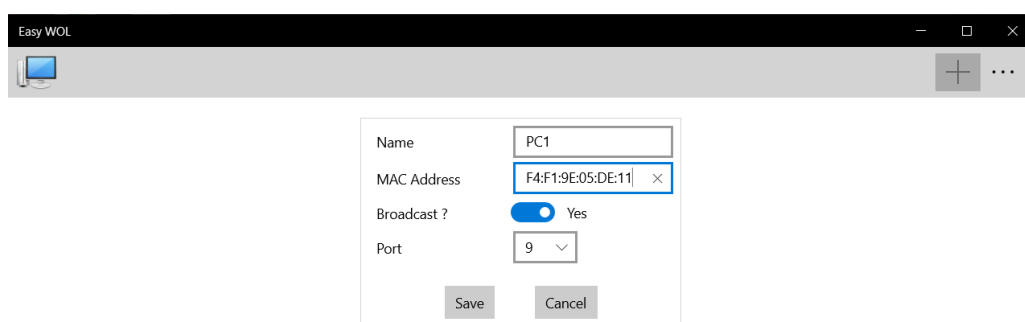 Easy WOL
Name PC1
MAC Address F4:F1:9E:05:DE:11
Broadcast ? Yes
Port 9
Save Cancel